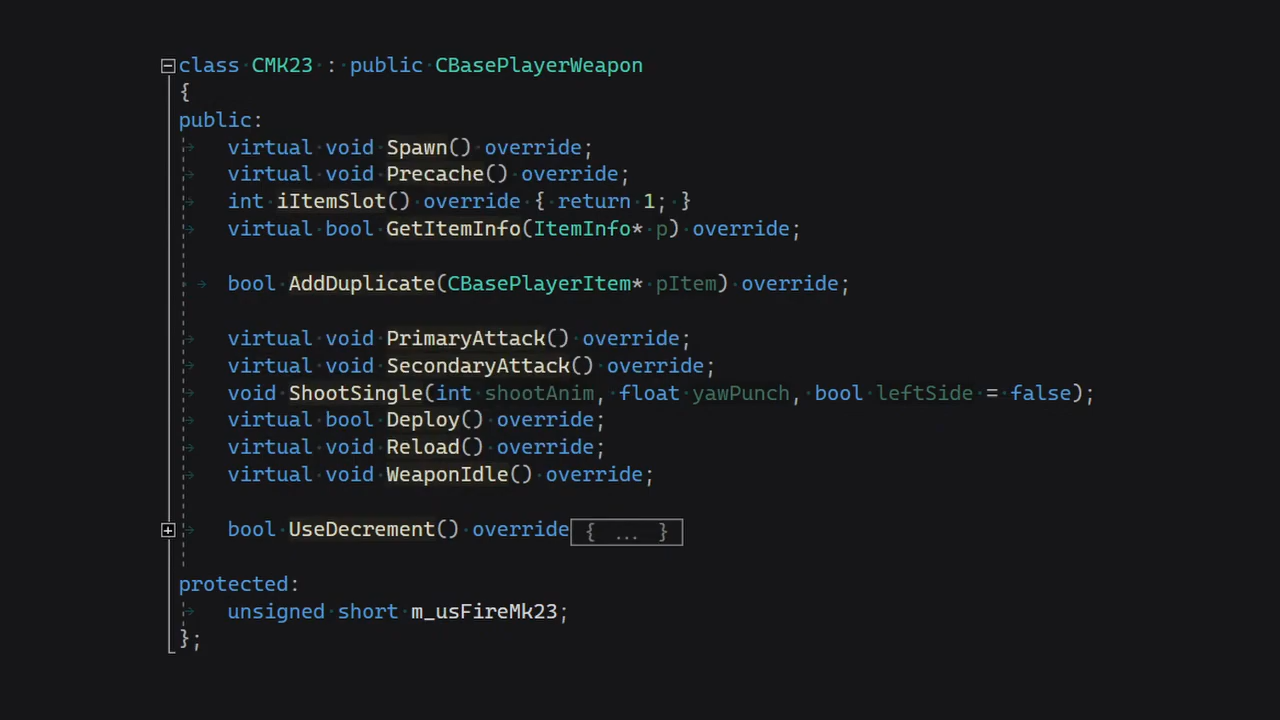 class CMK23 : public CBasePlayerWeapon
{
public:
virtual void Spawn() override;
virtual void Precache() override;
int iItemSlot() override { return 1; }
virtual bool GetItemInfo(ItemInfo* p) override;
bool AddDuplicate(CBasePlayerItem* pItem) override;
virtual void PrimaryAttack() override;
virtual void SecondaryAttack() override;
void ShootSingle(int shootAnim, float yawPunch, bool leftSide = false);
virtual bool Deploy() override;
virtual void Reload() override;
virtual void WeaponIdle() override;
bool UseDecrement() override{ ... }
protected:
unsigned short m_usFireMk23;
};